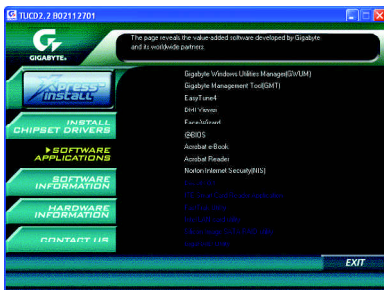 TUCD2.2 B02112701
GIGABYTE
The page reveals the value-added software developed by Gigabyte
and its worldwide partners.
Xpress
Install
INSTALL
CHIPSET DRIVERS
SOFTWARE
APPLICATIONS
SOFTWARE
INFORMATION
HARDWARE
INFORMATION
CONTACT US
Gigabyte Windows Utilities Manager(GWUM)
Gigabyte Management Tool(GMT)
EasyTune4
DMI Viewer
Face-Wizard
@BIOS
Acrobat e-Book
Acrobat Reader
Norton Internet Security(NIS)
EXIT